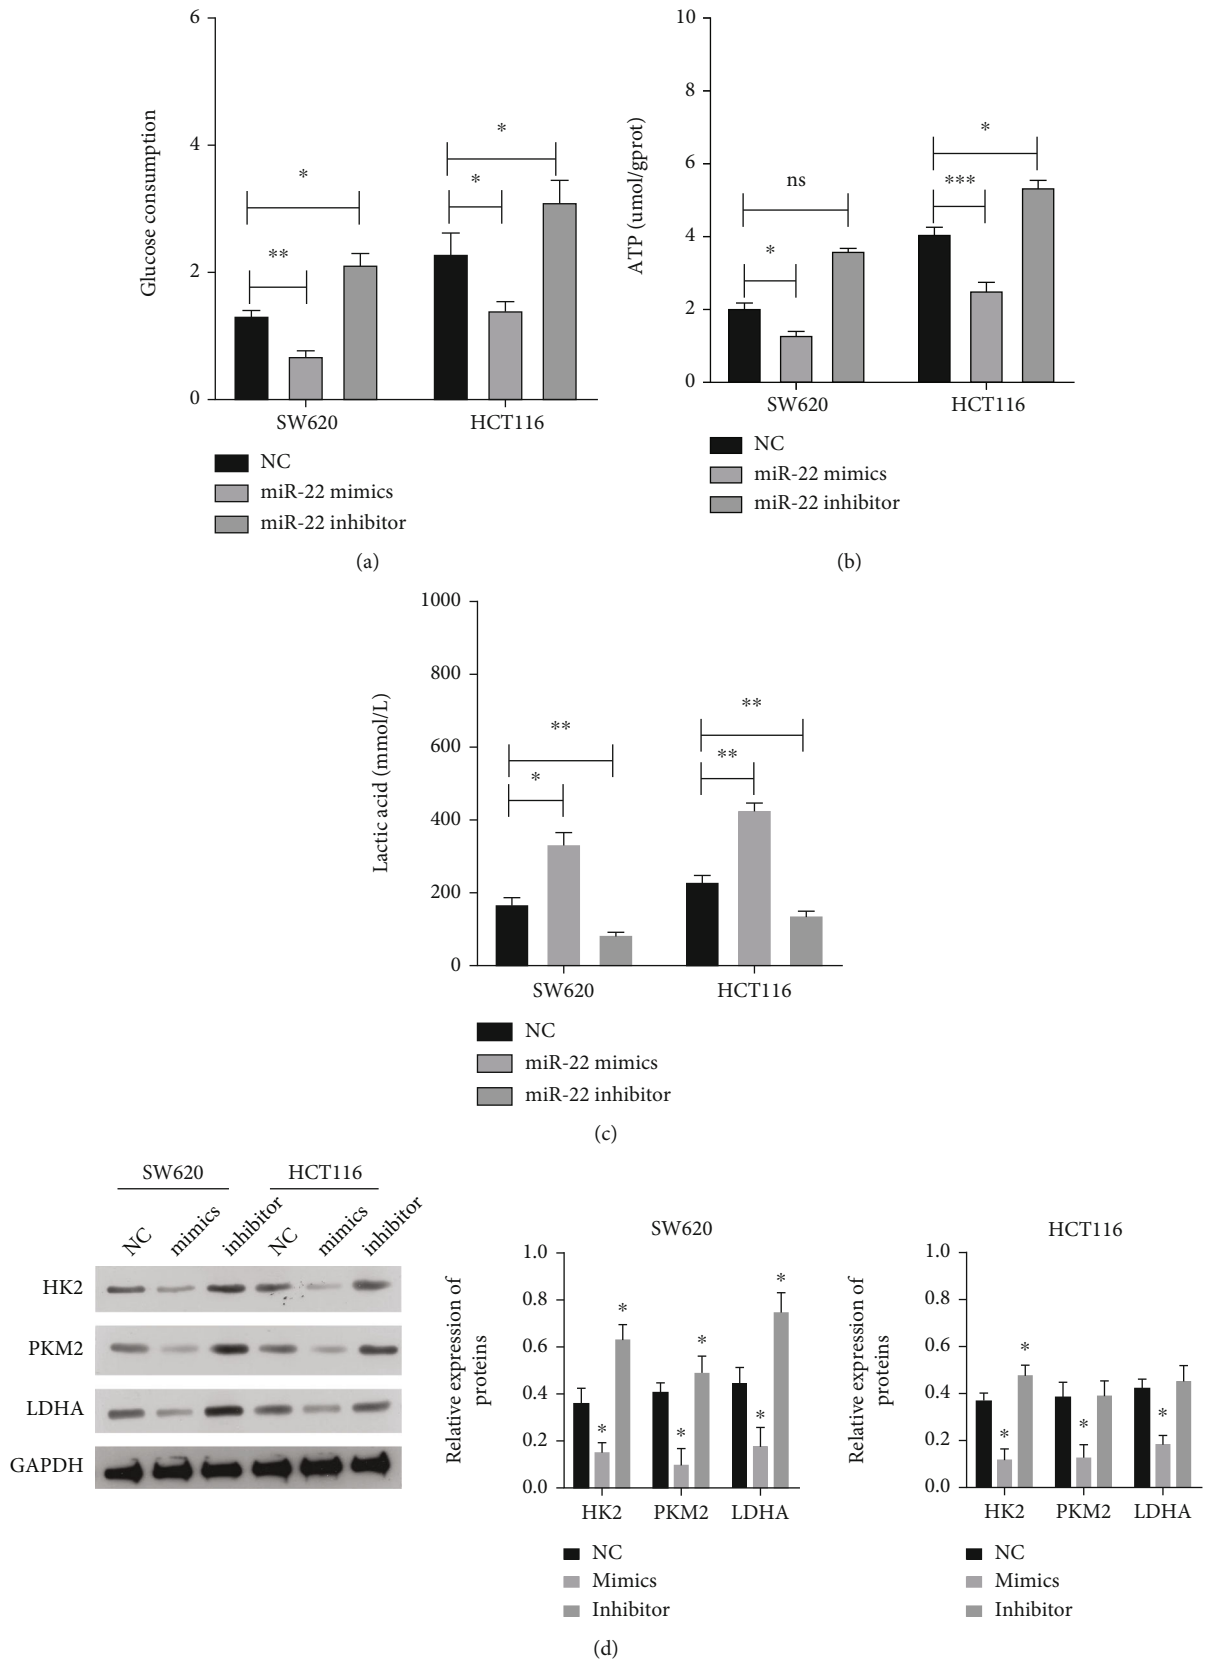 6
4
2
0
Glucose consumption
*
**
*
*
SW620
HCT116
NC
miR-22 mimics
miR-22 inhibitor
(a)
10
8
6
4
2
0
ATP (umol/gprot)
ns
*
*
***
SW620
HCT116
NC
miR-22 mimics
miR-22 inhibitor
(b)
1000
800
600
400
200
0
Lactic acid (mmol/L)
**
*
**
**
SW620
HCT116
NC
miR-22 mimics
miR-22 inhibitor
(c)
SW620 HCT116
NC mimics inhibitor NC mimics inhibitor
HK2
PKM2
LDHA
GAPDH
SW620
1.0
0.8
0.6
0.4
0.2
0.0
Relative expression of
proteins
*
*
*
*
*
*
HK2 PKM2 LDHA
NC
Mimics
Inhibitor
HCT116
1.0
0.8
0.6
0.4
0.2
0.0
Relative expression of
proteins
*
*
*
*
HK2 PKM2 LDHA
NC
Mimics
Inhibitor
(d)